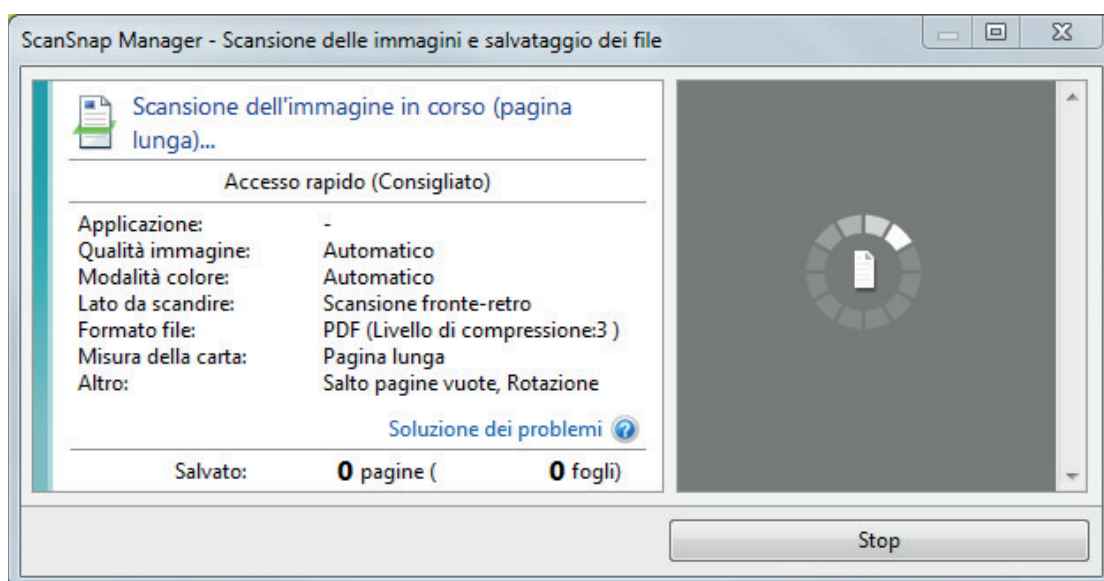 ScanSnap Manager - Scansione delle immagini e salvataggio dei file
Scansione dell'immagine in corso (pagina
lunga)...
Accesso rapido (Consigliato)
Applicazione: -
Qualità immagine: Automatico
Modalità colore: Automatico
Lato da scandire: Scansione fronte-retro
Formato file: PDF (Livello di compressione:3 )
Misura della carta: Pagina lunga
Altro: Salto pagine vuote, Rotazione
Soluzione dei problemi ?
Salvato: 0 pagine ( 0 fogli)
Stop